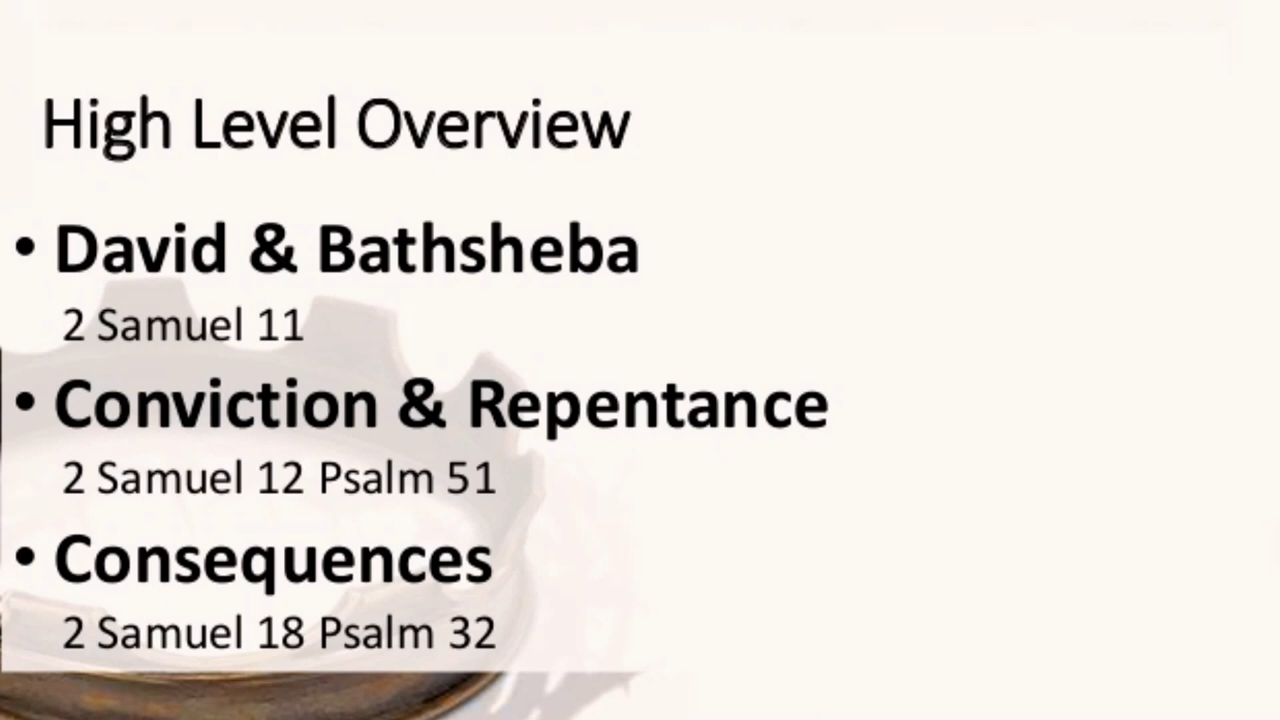 High Level Overview
• David & Bathsheba
2 Samuel 11
• Conviction & Repentance
2 Samuel 12 Psalm 51
• Consequences
2 Samuel 18 Psalm 32